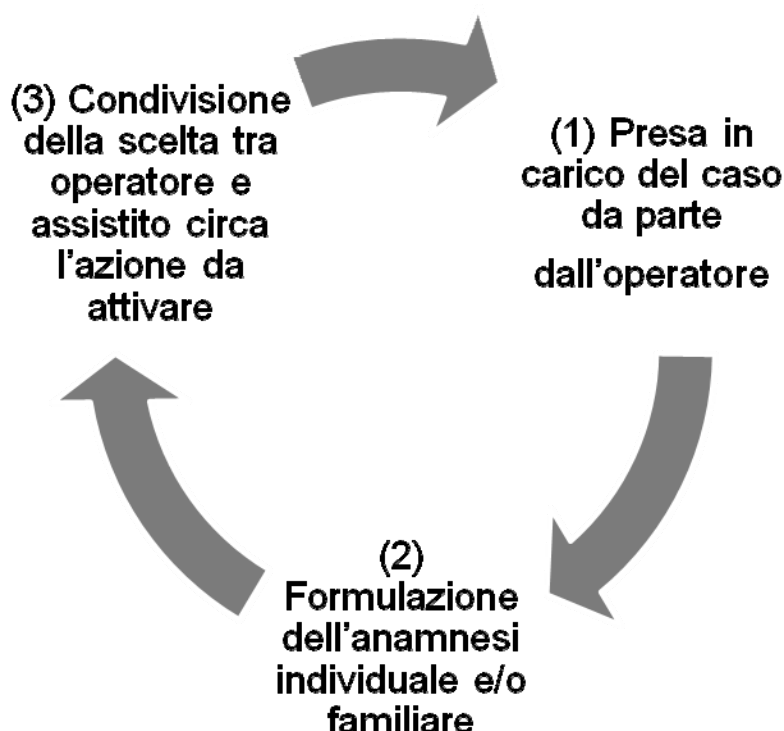 (3) Condivisione
della scelta tra
operatore e
assistito circa
l'azione da
attivare
(1) Presa in
carico del caso
da parte
dall'operatore
(2)
Formulazione
dell'anamnesi
individuale e/o
familiare